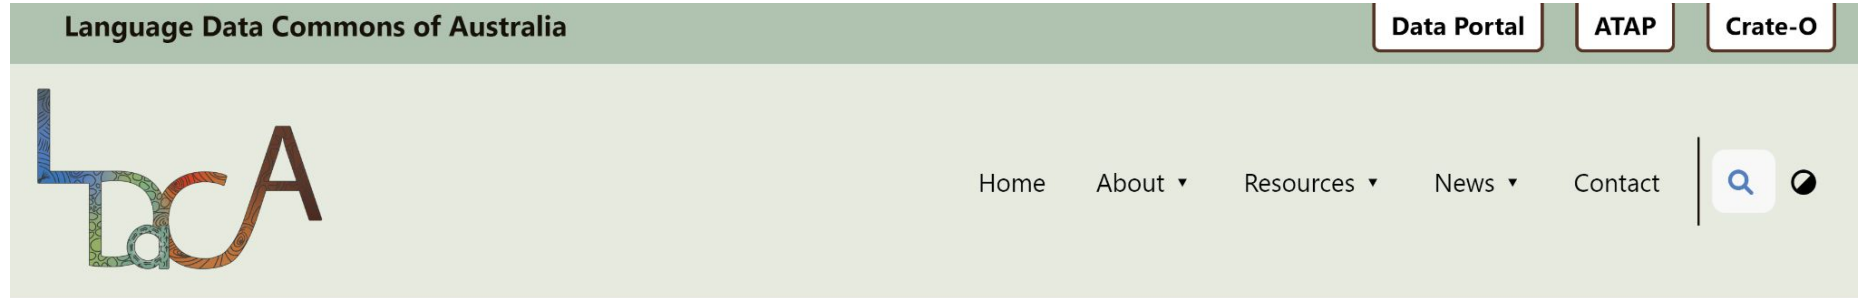 Language Data Commons of Australia
Data Portal ATAP Crate-O
LDaCA
Home About ▾ Resources ▾ News ▾ Contact